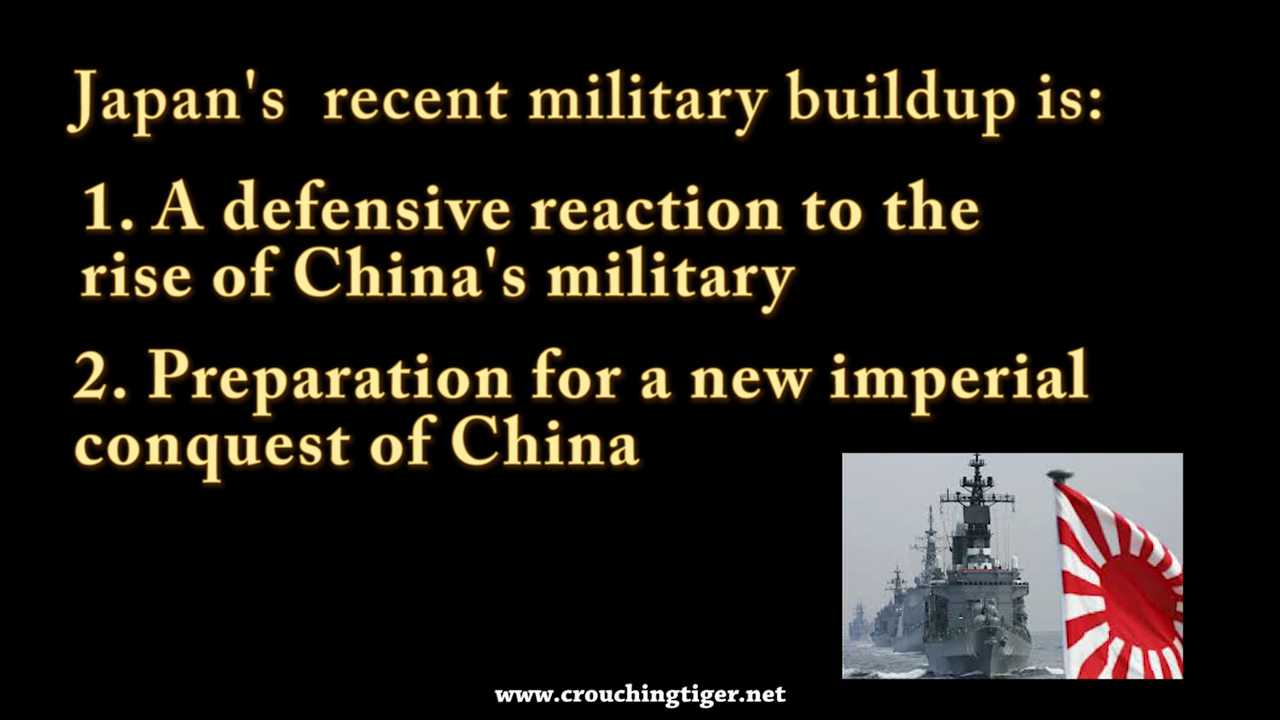 Japan's recent military buildup is:
1. A defensive reaction to the
rise of China's military
2. Preparation for a new imperial
conquest of China
www.crouchingtiger.net